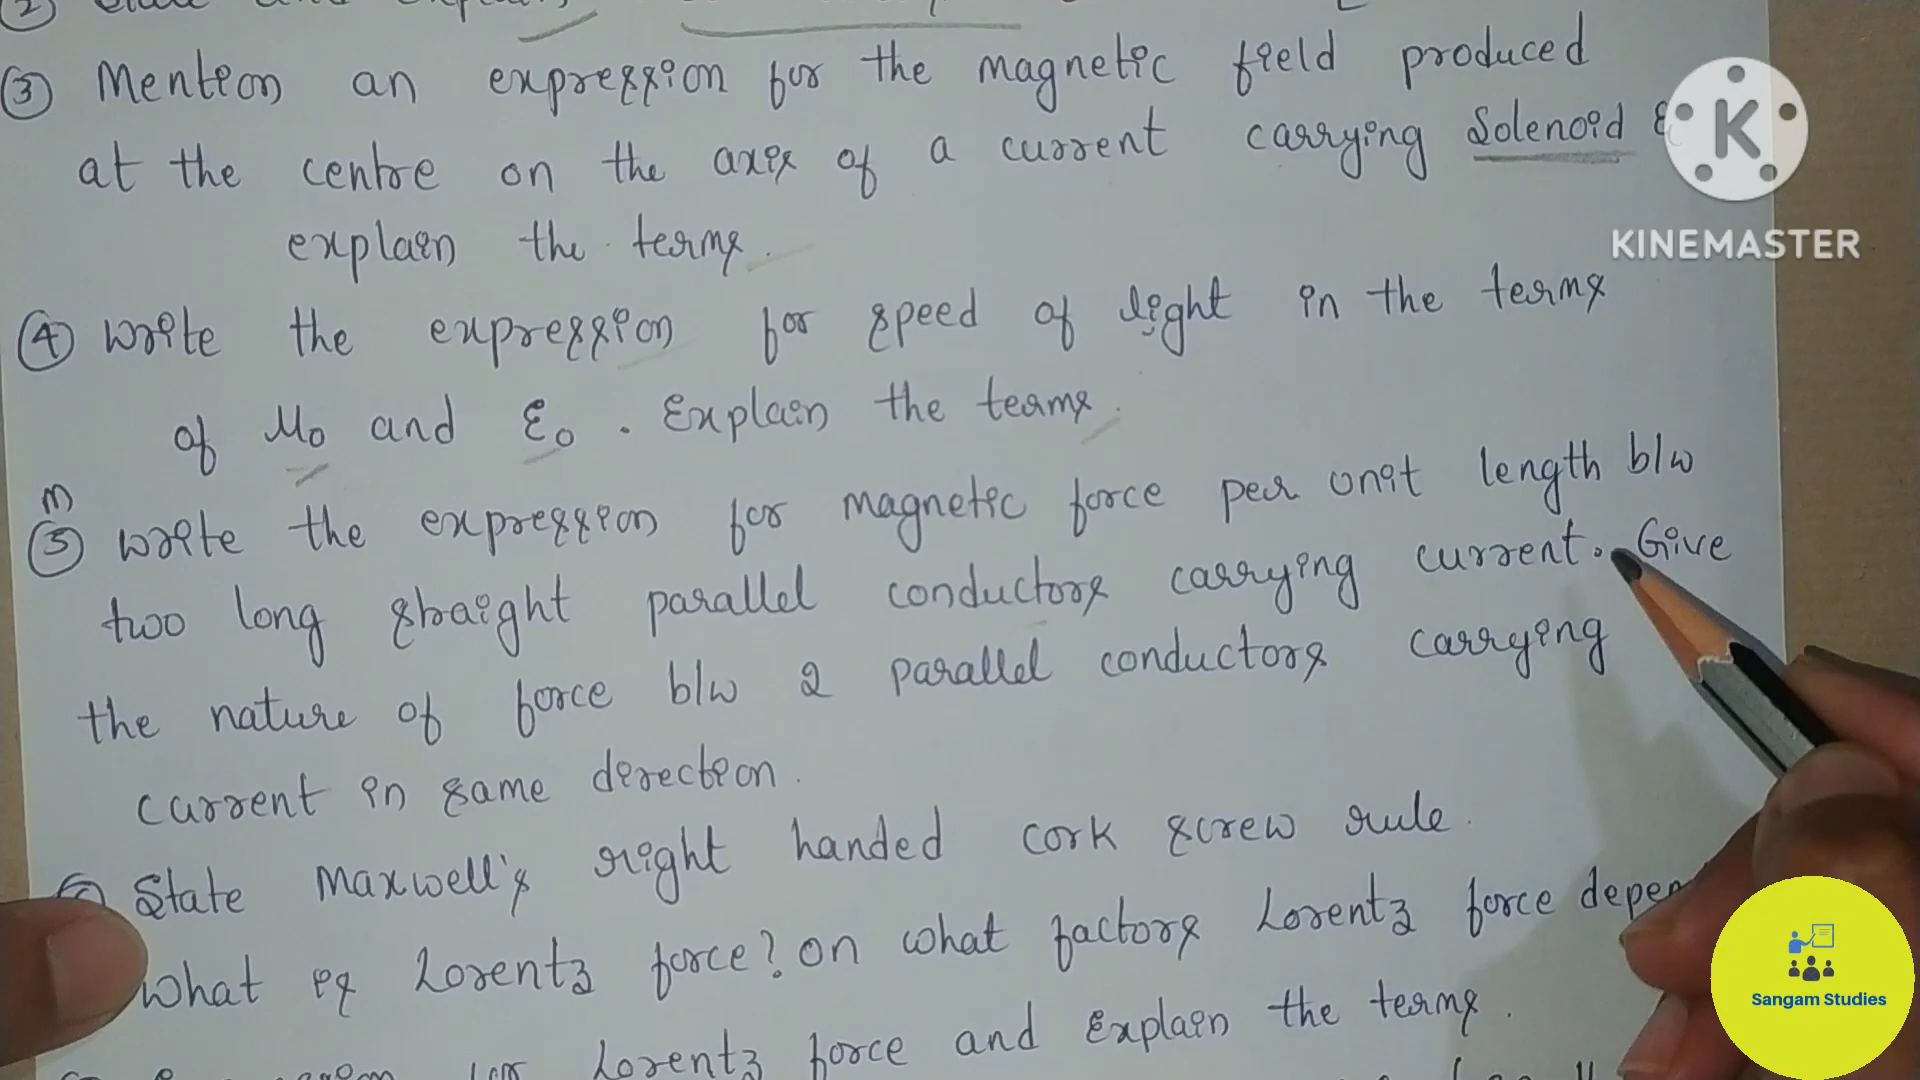 ③ Mention an expression for the magnetic field produced
at the centre on the axis of a current carrying Solenoid &
explain the terms.
④ Write the expression for speed of light in the terms
of μ₀ and ε₀. Explain the terms.
m
⑤ Write the expression for magnetic force per unit length b/w
two long straight parallel conductors carrying current. Give
the nature of force b/w 2 parallel conductors carrying
current in same direction.
State Maxwell's right handed cork screw rule.
What is Lorentz force? on what factors Lorentz force
for Lorentz force and Explain the terms.
K
KINEMASTER
Sangam Studies